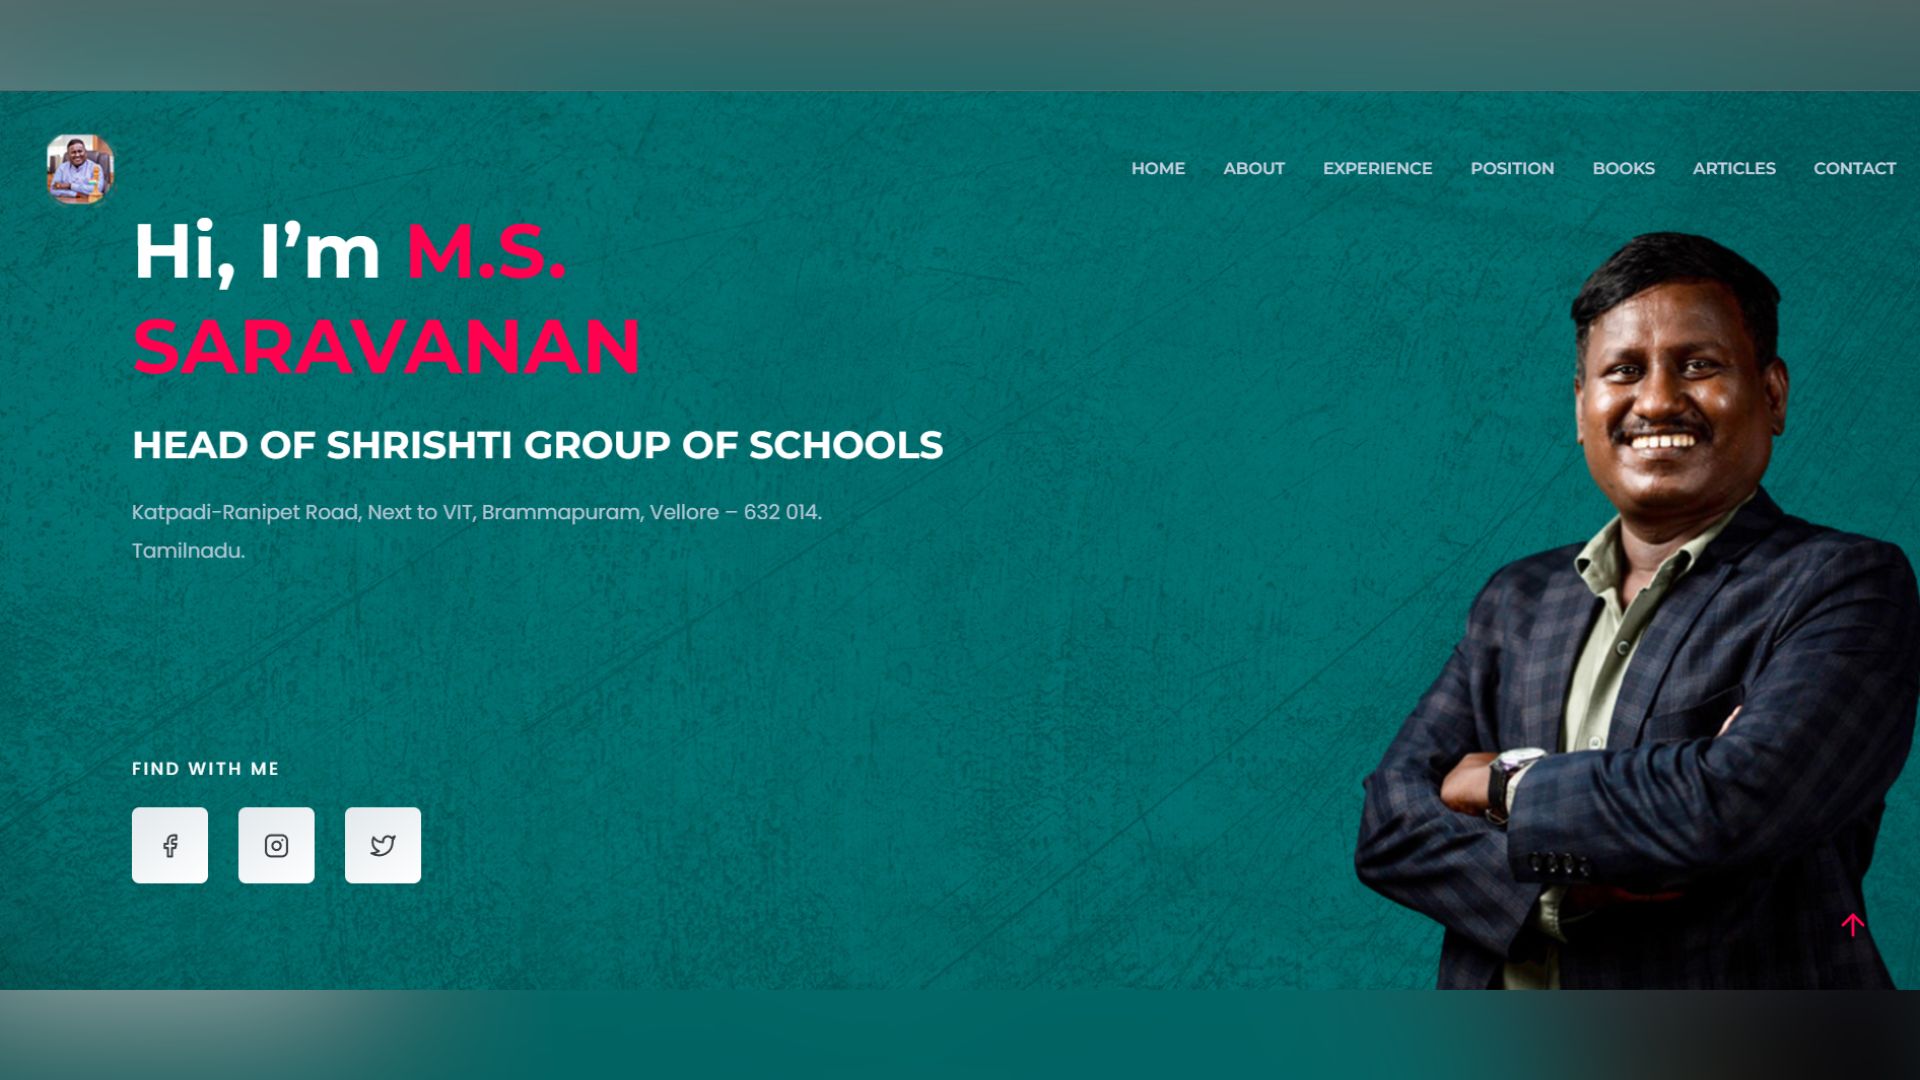 HOME ABOUT EXPERIENCE POSITION BOOKS ARTICLES CONTACT
Hi, I’m M.S.
SARAVANAN
HEAD OF SHRISHTI GROUP OF SCHOOLS
Katpadi-Ranipet Road, Next to VIT, Brammapuram, Vellore – 632 014.
Tamilnadu.
FIND WITH ME